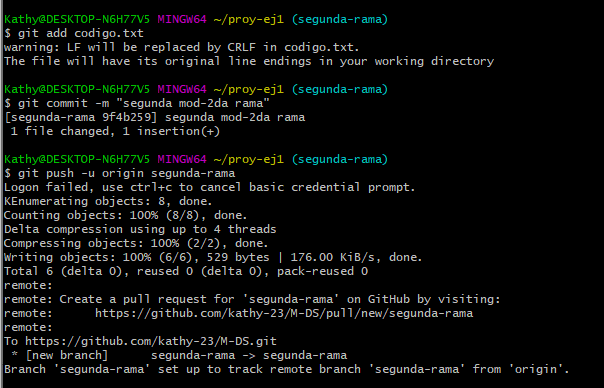 Kathy@DESKTOP-N6H77V5 MINGW64 ~/proy-ej1 (segunda-rama)
$ git add codigo.txt
warning: LF will be replaced by CRLF in codigo.txt.
The file will have its original line endings in your working directory
Kathy@DESKTOP-N6H77V5 MINGW64 ~/proy-ej1 (segunda-rama)
$ git commit -m "segunda mod-2da rama"
[segunda-rama 9f4b259] segunda mod-2da rama
 1 file changed, 1 insertion(+)
Kathy@DESKTOP-N6H77V5 MINGW64 ~/proy-ej1 (segunda-rama)
$ git push -u origin segunda-rama
Logon failed, use ctrl+c to cancel basic credential prompt.
KEnumerating objects: 8, done.
Counting objects: 100% (8/8), done.
Delta compression using up to 4 threads
Compressing objects: 100% (2/2), done.
Writing objects: 100% (6/6), 529 bytes | 176.00 KiB/s, done.
Total 6 (delta 0), reused 0 (delta 0), pack-reused 0
remote:
remote: Create a pull request for 'segunda-rama' on GitHub by visiting:
remote:      https://github.com/kathy-23/M-DS/pull/new/segunda-rama
remote:
To https://github.com/kathy-23/M-DS.git
 * [new branch]      segunda-rama -> segunda-rama
Branch 'segunda-rama' set up to track remote branch 'segunda-rama' from 'origin'.